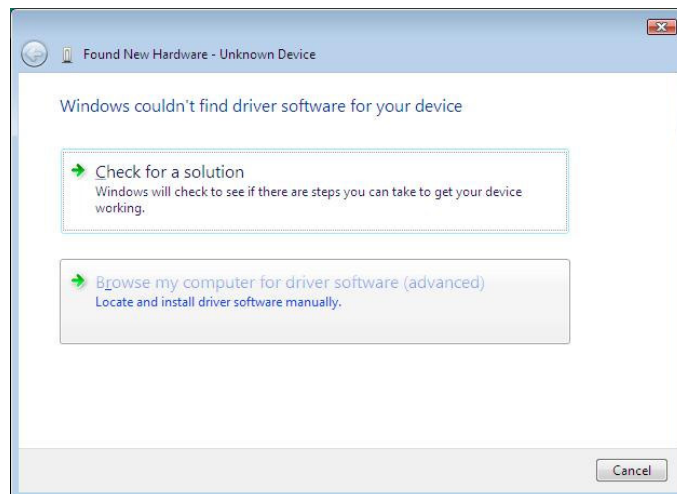 Found New Hardware - Unknown Device
Windows couldn't find driver software for your device
Check for a solution
Windows will check to see if there are steps you can take to get your device
working.
Browse my computer for driver software (advanced)
Locate and install driver software manually.
Cancel